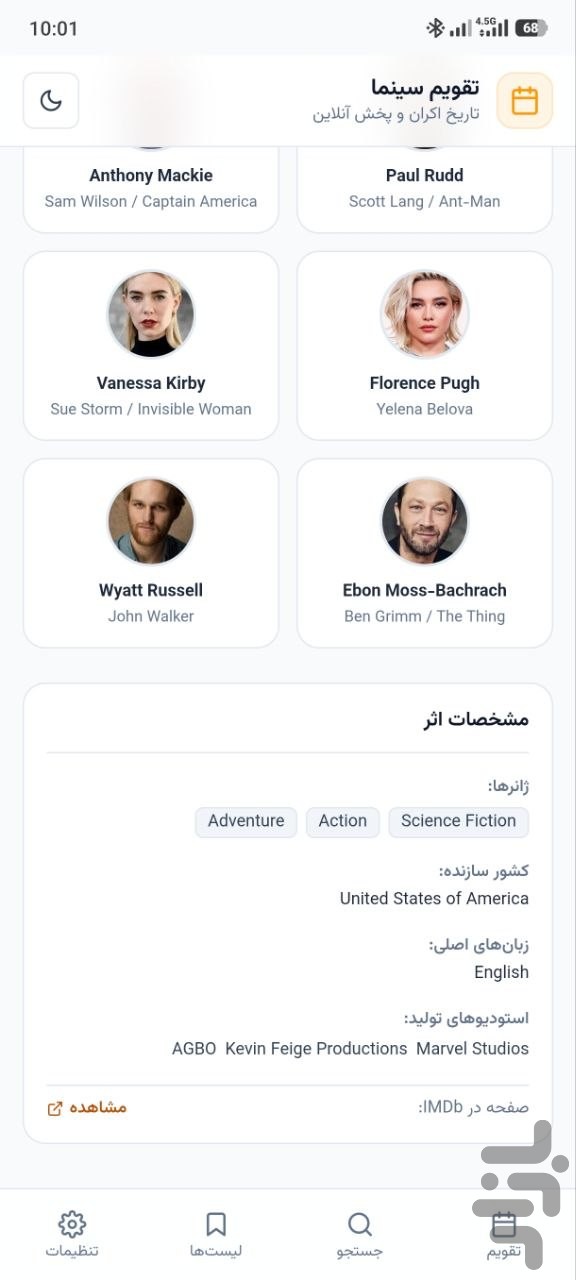 10:01
4.5G
68
تقویم سینما
تاریخ اکران و پخش آنلاین
Anthony Mackie
Sam Wilson / Captain America
Paul Rudd
Scott Lang / Ant-Man
Vanessa Kirby
Sue Storm / Invisible Woman
Florence Pugh
Yelena Belova
Wyatt Russell
John Walker
Ebon Moss-Bachrach
Ben Grimm / The Thing
مشخصات اثر
ژانرها:
Adventure Action Science Fiction
کشور سازنده:
United States of America
زبان‌های اصلی:
English
استودیوهای تولید:
AGBO Kevin Feige Productions Marvel Studios
صفحه در IMDb:
مشاهده
تقویم
جستجو
لیست‌ها
تنظیمات